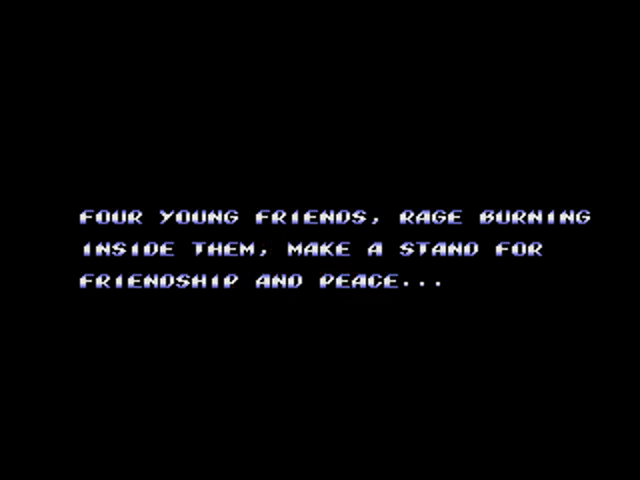 FOUR YOUNG FRIENDS, RAGE BURNING
INSIDE THEM, MAKE A STAND FOR
FRIENDSHIP AND PEACE...